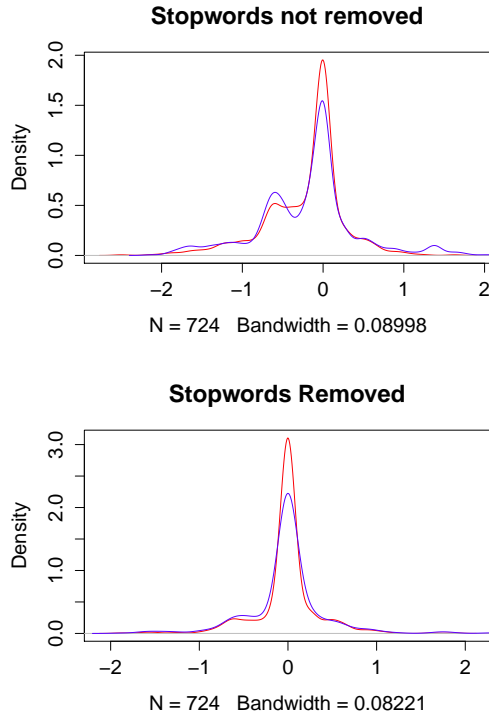 Stopwords not removed
Density
2.0
1.5
1.0
0.5
0.0
−2 −1 0 1 2
N = 724 Bandwidth = 0.08998
Stopwords Removed
Density
3.0
2.0
1.0
0.0
−2 −1 0 1 2
N = 724 Bandwidth = 0.08221